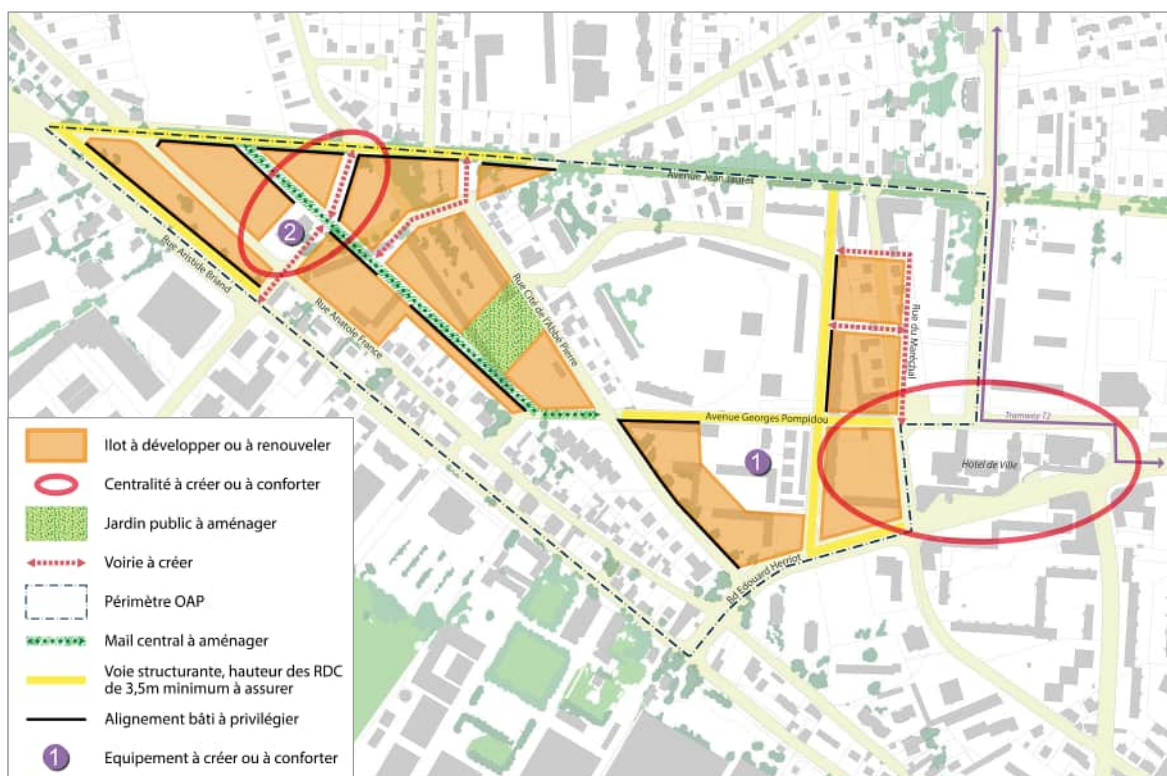 Avenue Jean Jaurès
2
Rue Aristide Briand
Rue Anatole France
Rue Cité de l'Abbé Pierre
Rue du Maréchal
Avenue Georges Pompidou
Tramway T2
1
Hôtel de Ville
Bd Edouard Herriot
Ilot à développer ou à renouveler
Centralité à créer ou à conforter
Jardin public à aménager
Voirie à créer
Périmètre OAP
Mail central à aménager
Voie structurante, hauteur des RDC
de 3,5m minimum à assurer
Alignement bâti à privilégier
1
Equipement à créer ou à conforter